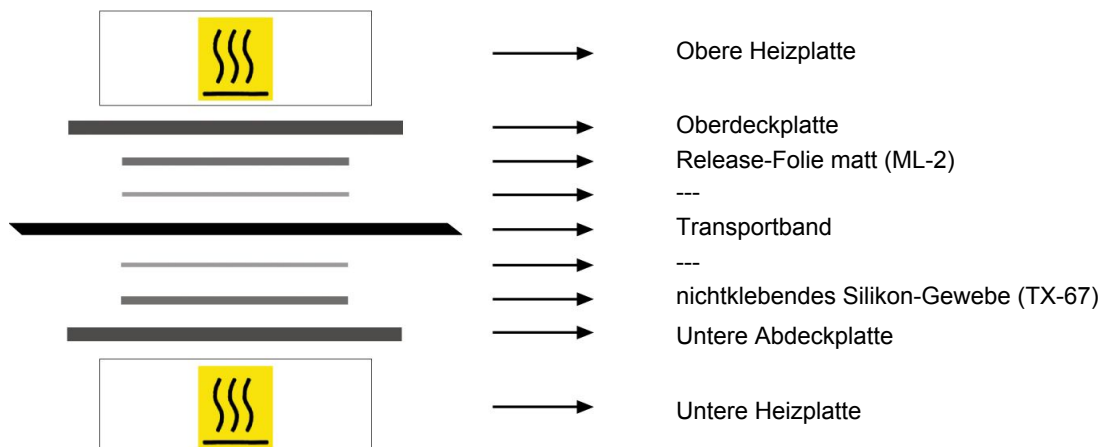 Obere Heizplatte
Oberdeckplatte
Release-Folie matt (ML-2)
---
Transportband
---
nichtklebendes Silikon-Gewebe (TX-67)
Untere Abdeckplatte
Untere Heizplatte